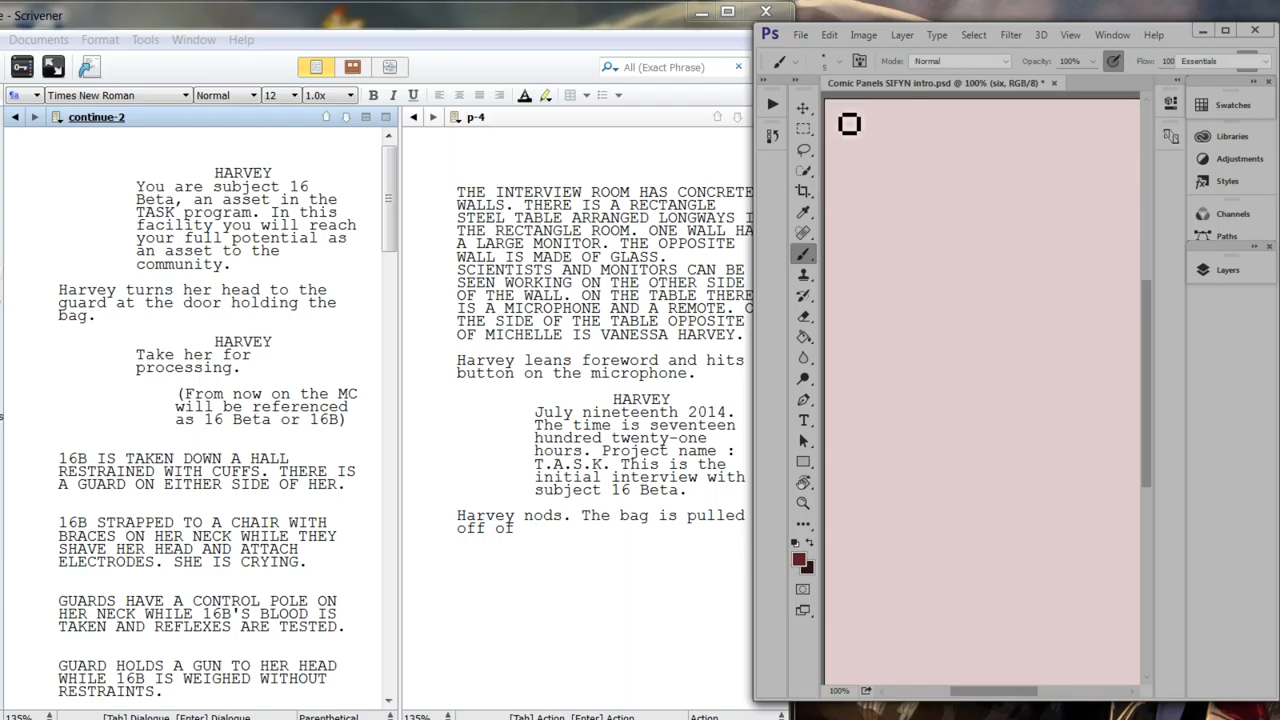 e - Scrivener
Documents Format Tools Window Help
All (Exact Phrase)
Times New Roman Normal 12 1.0x B I U A
continue-2
HARVEY
You are subject 16
Beta, an asset in the
TASK program. In this
facility you will reach
your full potential as
an asset to the
community.
Harvey turns her head to the
guard at the door holding the
bag.
HARVEY
Take her for
processing.
(From now on the MC
will be referenced
as 16 Beta or 16B)
16B IS TAKEN DOWN A HALL
RESTRAINED WITH CUFFS. THERE IS
A GUARD ON EITHER SIDE OF HER.
16B STRAPPED TO A CHAIR WITH
BRACES ON HER NECK WHILE THEY
SHAVE HER HEAD AND ATTACH
ELECTRODES. SHE IS CRYING.
GUARDS HAVE A CONTROL POLE ON
HER NECK WHILE 16B'S BLOOD IS
TAKEN AND REFLEXES ARE TESTED.
GUARD HOLDS A GUN TO HER HEAD
WHILE 16B IS WEIGHED WITHOUT
RESTRAINTS.
135% [Tab] Dialogue, [Enter] Dialogue Parenthetical
p-4
THE INTERVIEW ROOM HAS CONCRETE
WALLS. THERE IS A RECTANGLE
STEEL TABLE ARRANGED LONGWAYS I
THE RECTANGLE ROOM. ONE WALL HA
A LARGE MONITOR. THE OPPOSITE
WALL IS MADE OF GLASS.
SCIENTISTS AND MONITORS CAN BE
SEEN WORKING ON THE OTHER SIDE
OF THE WALL. ON THE TABLE THERE
IS A MICROPHONE AND A REMOTE. O
THE SIDE OF THE TABLE OPPOSITE
OF MICHELLE IS VANESSA HARVEY.
Harvey leans foreword and hits
button on the microphone.
HARVEY
July nineteenth 2014.
The time is seventeen
hundred twenty-one
hours. Project name :
T.A.S.K. This is the
initial interview with
subject 16 Beta.
Harvey nods. The bag is pulled
off of
135% [Tab] Action, [Enter] Action Action
Ps File Edit Image Layer Type Select Filter 3D View Window Help
5 Mode: Normal Opacity: 100% Flow: 100 Essentials
Comic Panels SIFYN intro.psd @ 100% (six, RGB/8) *
T
100%
Swatches
Libraries
Adjustments
Styles
Channels
Paths
Layers